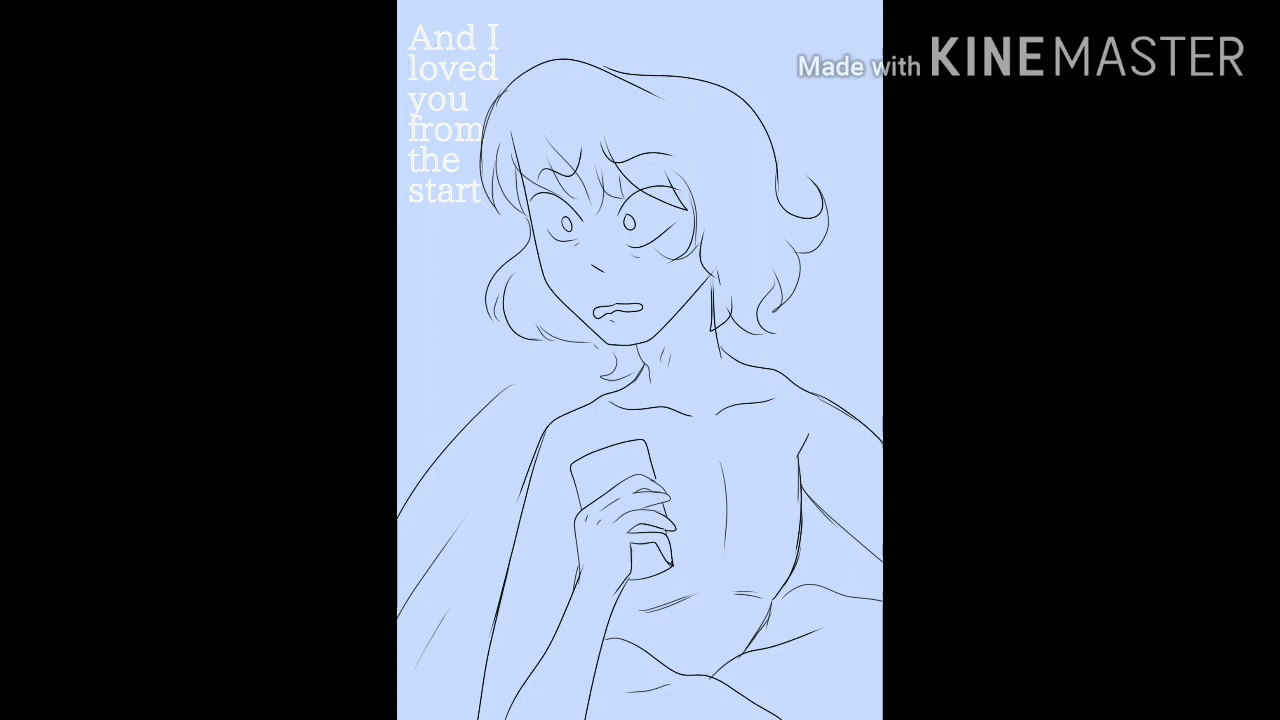 And I
loved
you
from
the
start
Made with KINEMASTER